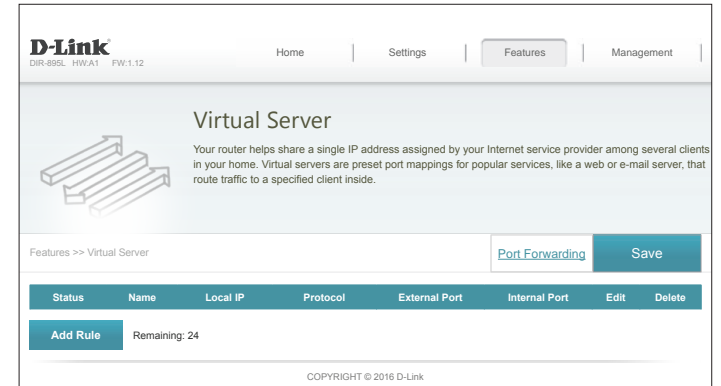 D-Link
DIR-895L HW:A1 FW:1.12
Home
Settings
Features
Management
Virtual Server
Your router helps share a single IP address assigned by your Internet service provider among several clients
in your home. Virtual servers are preset port mappings for popular services, like a web or e-mail server, that
route traffic to a specified client inside.
Features >> Virtual Server
Port Forwarding
Save
Status Name Local IP Protocol External Port Internal Port Edit Delete
Add Rule
Remaining: 24
COPYRIGHT © 2016 D-Link